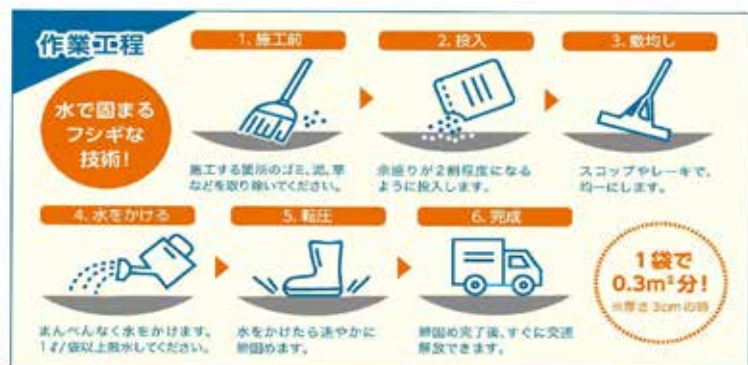 作業工程
水で固まる
フシギな
技術!
1. 施工前
施工する箇所のゴミ、泥、草
などを取り除いてください。
2. 投入
余盛りが2割程度になる
ように投入します。
3. 敷均し
スコップやレーキで、
均一にします。
4. 水をかける
まんべんなく水をかけます。
1ℓ/袋以上散水してください。
5. 転圧
水をかけたら速やかに
締固めます。
6. 完成
締固め完了後、すぐに交通
解放できます。
1袋で
0.3m²分!
※厚さ3cmの時